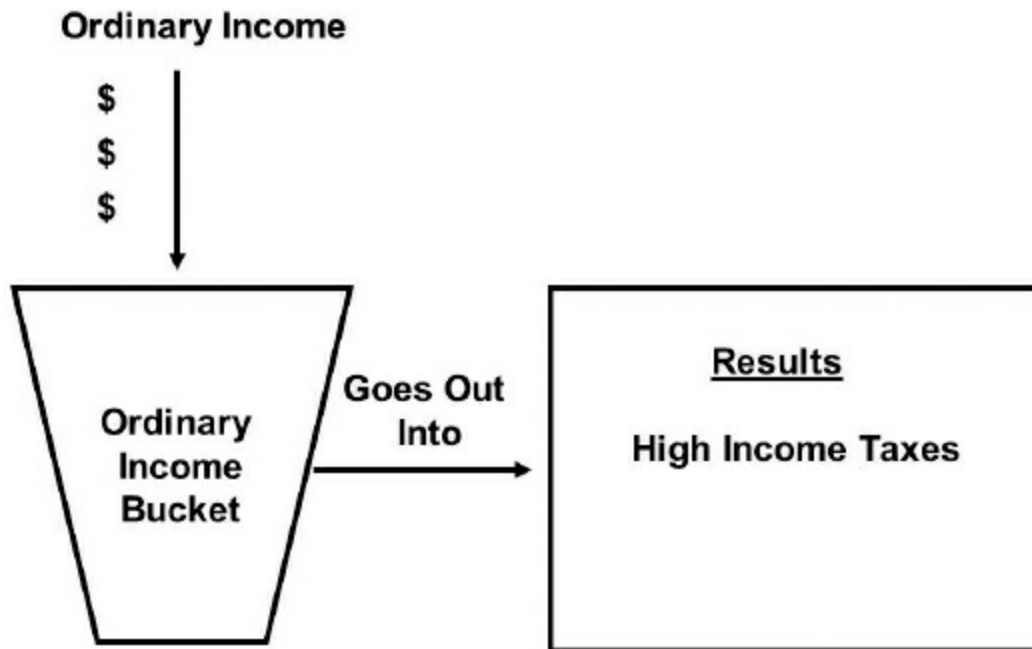 Ordinary Income
$
$
$
Ordinary
Income
Bucket
Goes Out
Into
Results
High Income Taxes